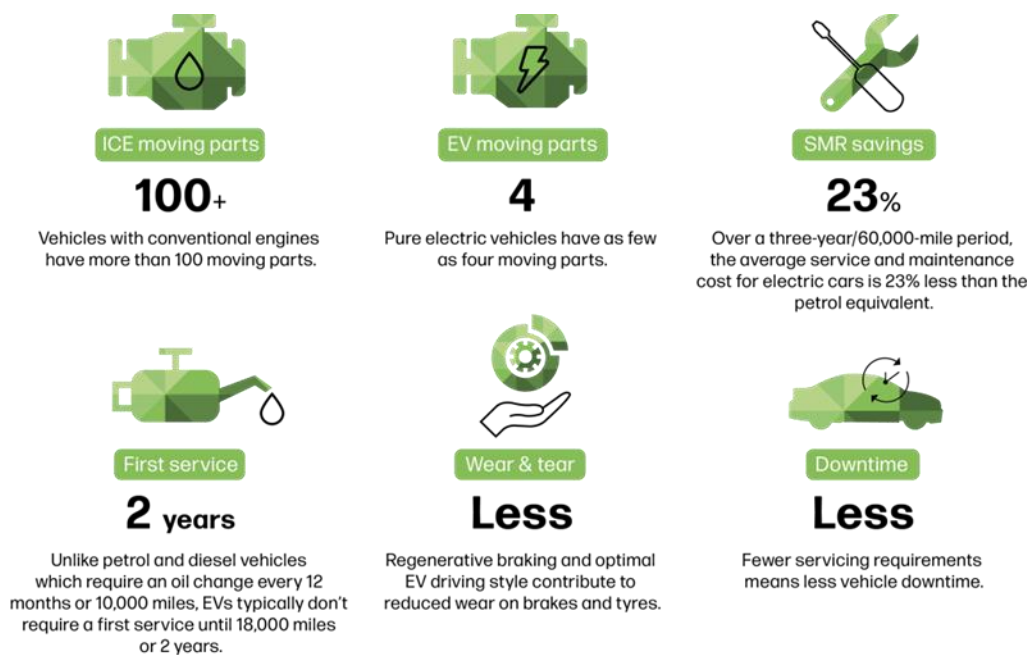 ICE moving parts
100+
Vehicles with conventional engines
have more than 100 moving parts.
EV moving parts
4
Pure electric vehicles have as few
as four moving parts.
SMR savings
23%
Over a three-year/60,000-mile period,
the average service and maintenance
cost for electric cars is 23% less than the
petrol equivalent.
First service
2 years
Unlike petrol and diesel vehicles
which require an oil change every 12
months or 10,000 miles, EVs typically don't
require a first service until 18,000 miles
or 2 years.
Wear & tear
Less
Regenerative braking and optimal
EV driving style contribute to
reduced wear on brakes and tyres.
Downtime
Less
Fewer servicing requirements
means less vehicle downtime.